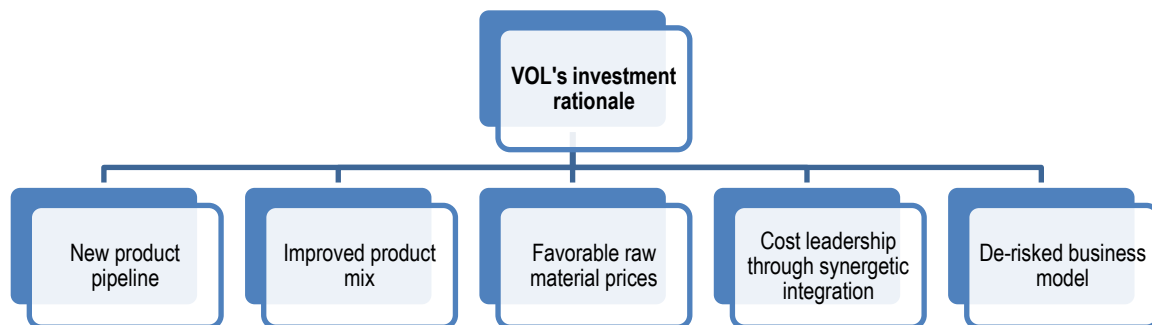 VOL's investment
rationale
New product
pipeline
Improved product
mix
Favorable raw
material prices
Cost leadership
through synergetic
integration
De-risked business
model